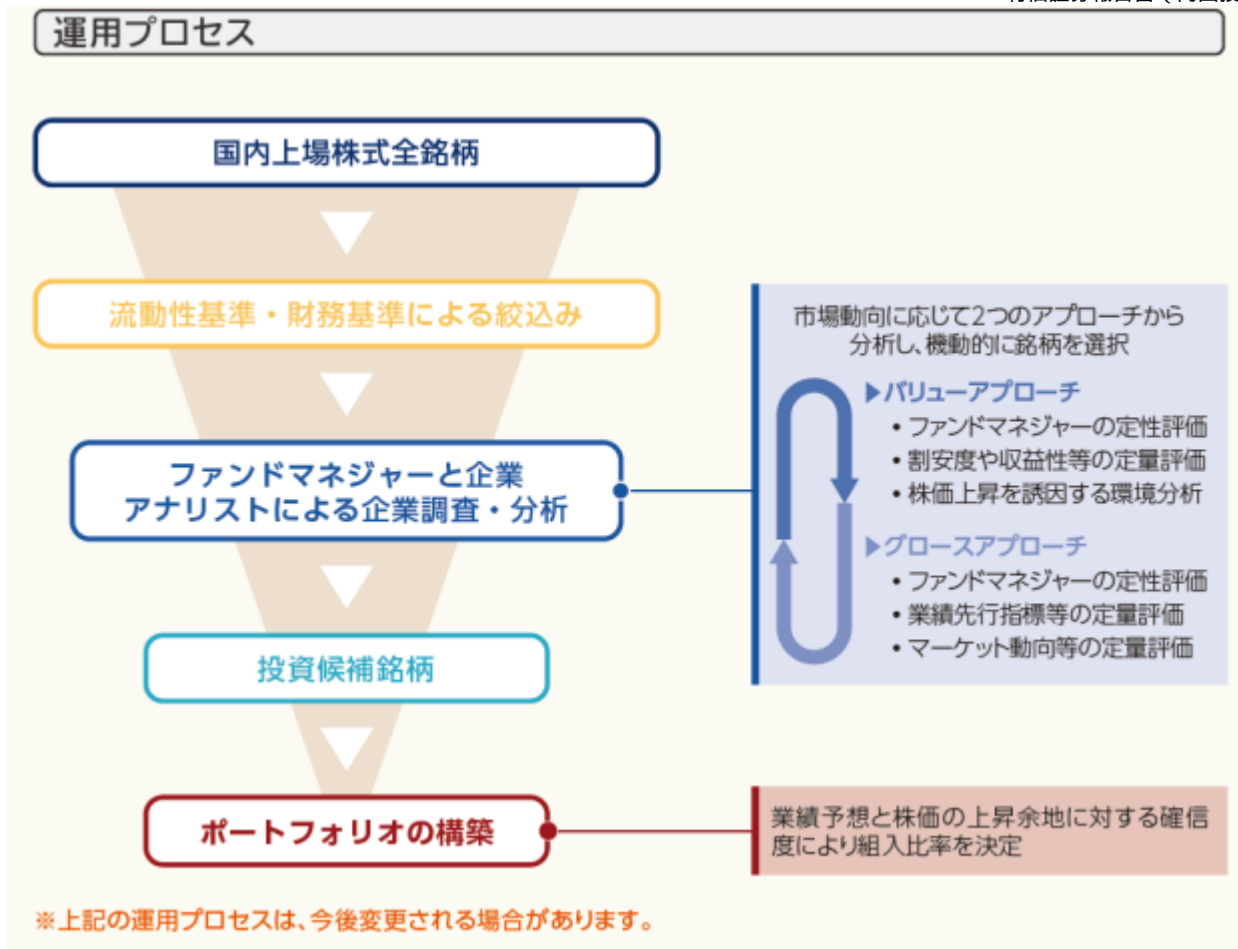 運用プロセス
国内上場株式全銘柄
流動性基準・財務基準による絞込み
ファンドマネジャーと企業
アナリストによる企業調査・分析
市場動向に応じて2つのアプローチから
分析し、機動的に銘柄を選択
▶バリューアプローチ
• ファンドマネジャーの定性評価
• 割安度や収益性等の定量評価
• 株価上昇を誘因する環境分析
▶グロースアプローチ
• ファンドマネジャーの定性評価
• 業績先行指標等の定量評価
• マーケット動向等の定量評価
投資候補銘柄
ポートフォリオの構築
業績予想と株価の上昇余地に対する確信
度により組入比率を決定
※上記の運用プロセスは、今後変更される場合があります。